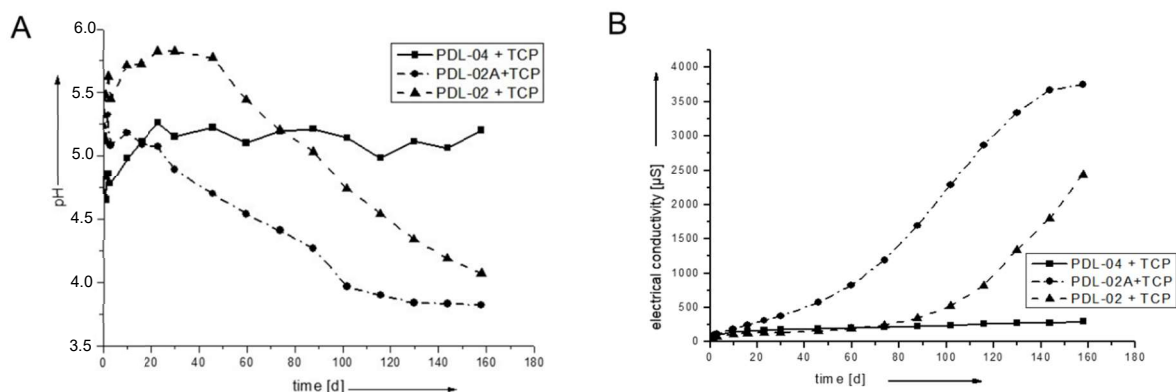 A
6.0
5.5
5.0
4.5
4.0
3.5
pH
0 20 40 60 80 100 120 140 160 180
time [d]
PDL-04 + TCP
PDL-02A+TCP
PDL-02 + TCP
B
4000
3500
3000
2500
2000
1750
1500
1000
500
250
0
electrical conductivity [µS]
0 20 40 60 80 100 120 140 160 180
time [d]
PDL-04 + TCP
PDL-02A+TCP
PDL-02 + TCP